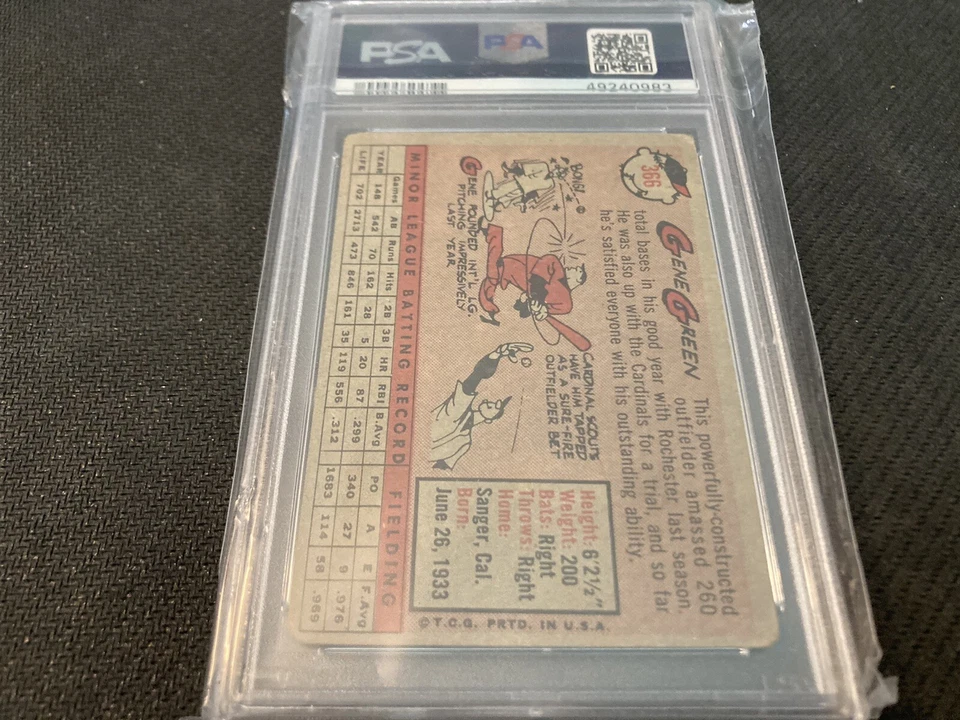 PSA
PSA
49240983
366
GENE GREEN
This powerfully-constructed
outfielder amassed 260
total bases in his good year with Rochester last season.
He was also up with the Cardinals for a trial, and so far
he's satisfied everyone with his outstanding ability.
BONG!
GENE POUNDED INT'L LG.
PITCHING IMPRESSIVELY
LAST YEAR.
CARDINAL SCOUTS
HAVE HIM TAPPED
AS A SURE-FIRE
OUTFIELDER BET
Height: 6'2½"
Weight: 200
Bats: Right
Throws: Right
Home:
Sanger, Cal.
Born:
June 26, 1933
MINOR LEAGUE BATTING RECORD FIELDING
Games AB Runs Hits 2B 3B HR RBI B.Avg PO A E F.Avg
YEAR 148 542 70 162 28 5 20 87 .299 340 27 9 .976
LIFE 702 2713 473 846 161 35 119 556 .312 1683 114 58 .969
©T.C.G. PRTD. IN U.S.A.